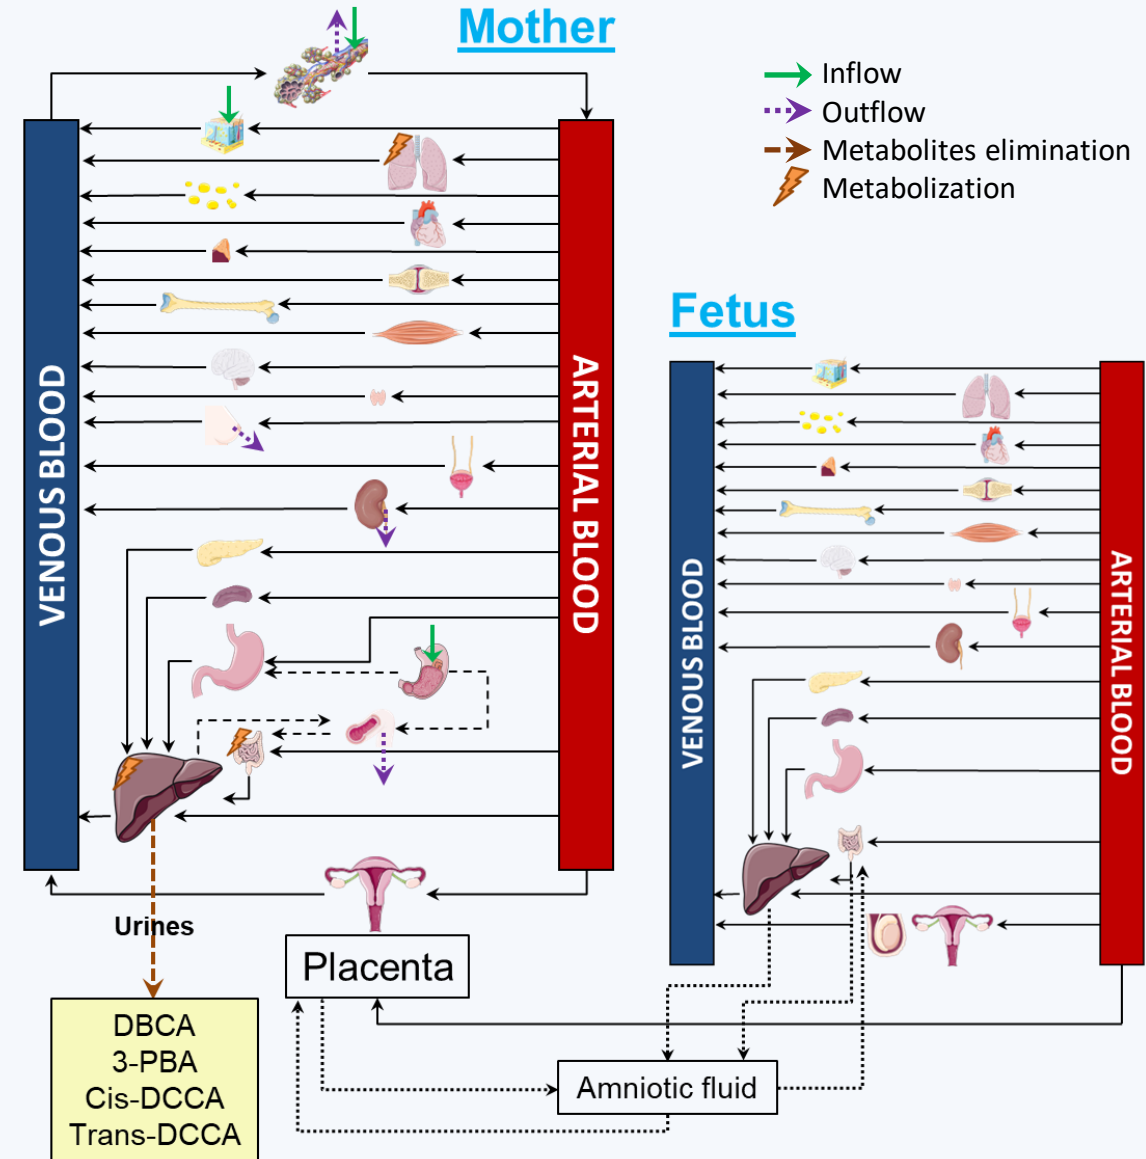 Mother
Inflow
Outflow
Metabolites elimination
Metabolization
VENOUS BLOOD
ARTERIAL BLOOD
Fetus
VENOUS BLOOD
ARTERIAL BLOOD
Urines
Placenta
DBCA
3-PBA
Cis-DCCA
Trans-DCCA
Amniotic fluid